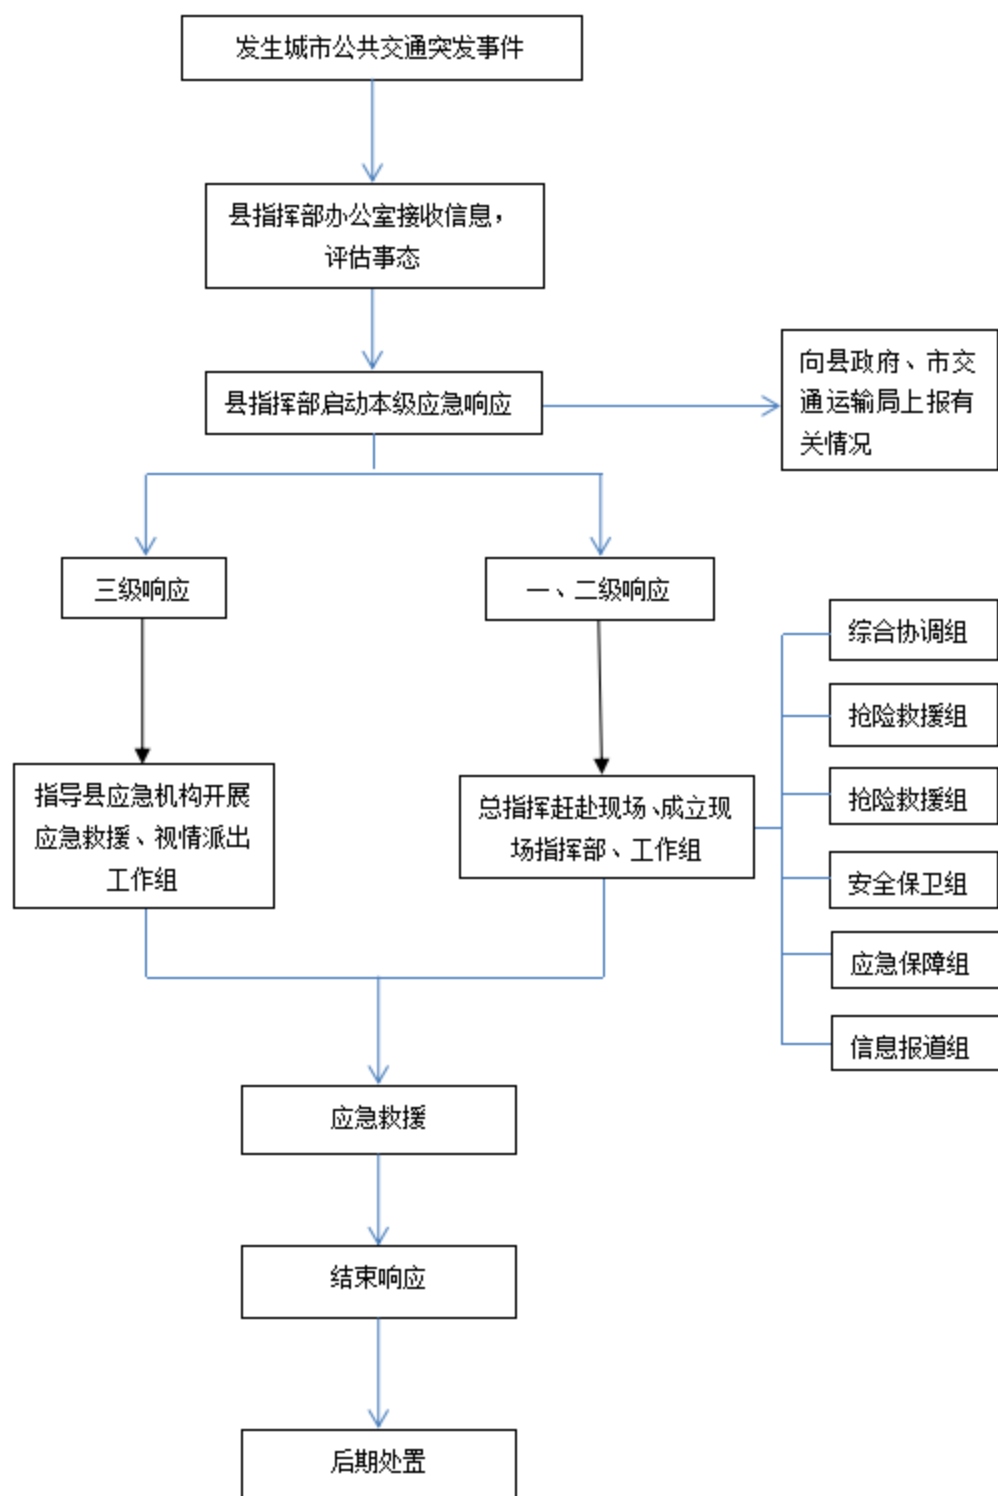 发生城市公共交通突发事件
县指挥部办公室接收信息，
评估事态
县指挥部启动本级应急响应
向县政府、市交
通运输局上报有
关情况
三级响应
一、二级响应
指导县应急机构开展
应急救援、视情派出
工作组
总指挥赶赴现场、成立现
场指挥部、工作组
综合协调组
抢险救援组
抢险救援组
安全保卫组
应急保障组
信息报道组
应急救援
结束响应
后期处置